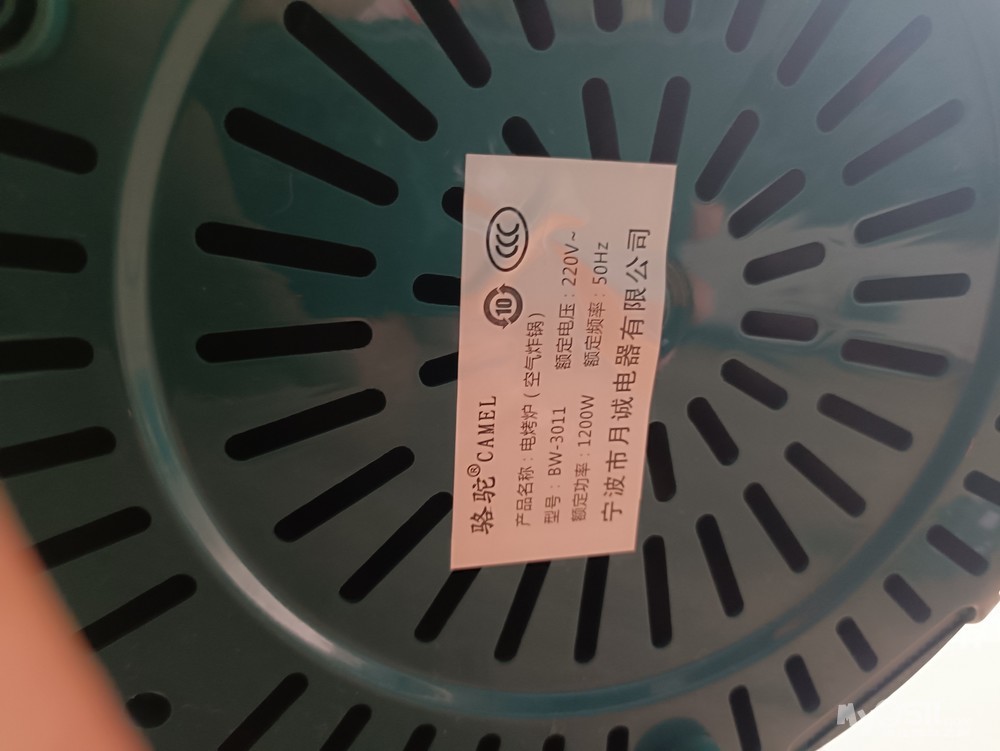 骆驼®CAMEL
10
CCC
产品名称：电烤炉（空气炸锅）
型号：BW-3011 额定电压：220V~
额定功率：1200W 额定频率：50Hz
宁波市月诚电器有限公司